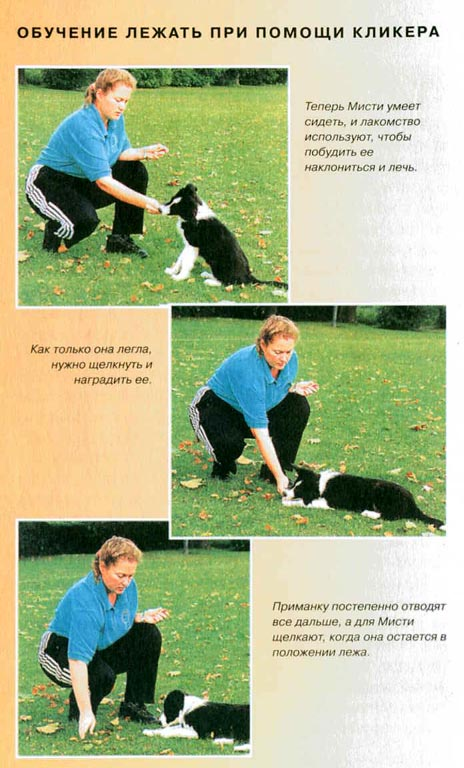 ОБУЧЕНИЕ ЛЕЖАТЬ ПРИ ПОМОЩИ КЛИКЕРА
Теперь Мисти умеет
сидеть, и лакомство
используют, чтобы
побудить ее
наклониться и лечь.
Как только она легла,
нужно щелкнуть и
наградить ее.
Приманку постепенно отводят
все дальше, а для Мисти
щелкают, когда она остается в
положении лежа.